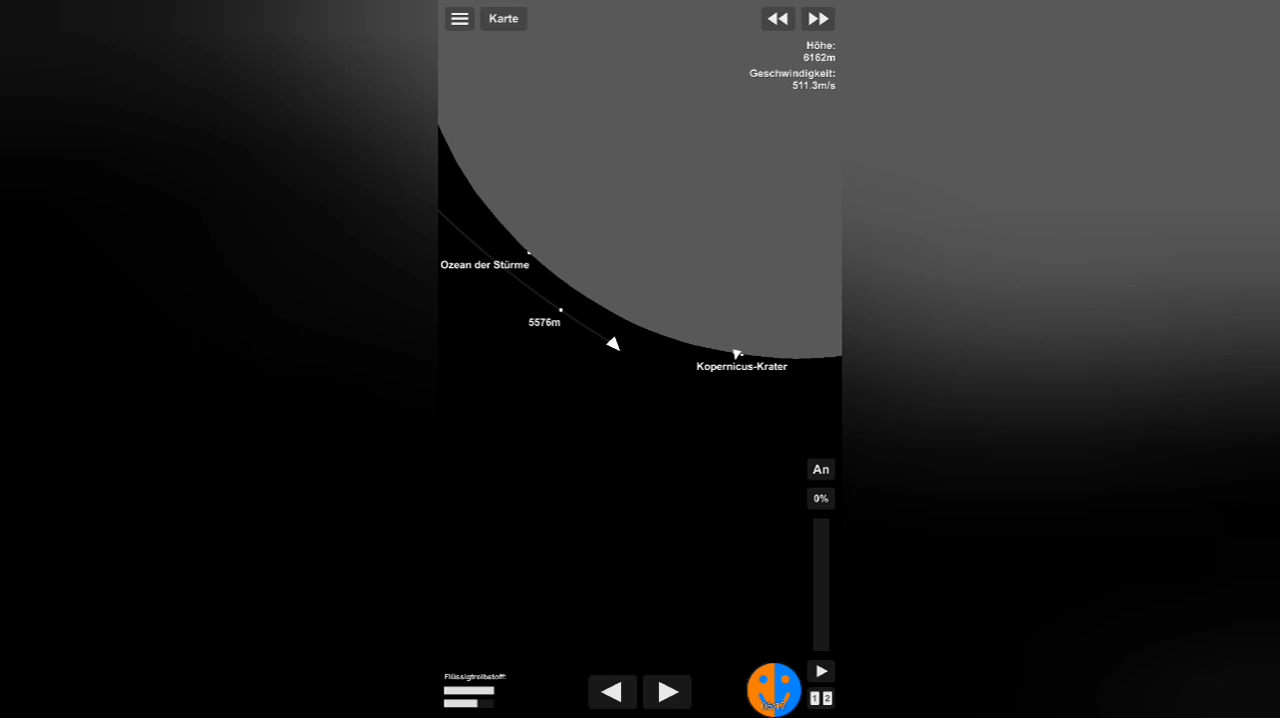 Karte
Höhe:
6162m
Geschwindigkeit:
511.3m/s
Ozean der Stürme
5576m
Kopernicus-Krater
An
0%
Flüssigtreibstoff:
1 2